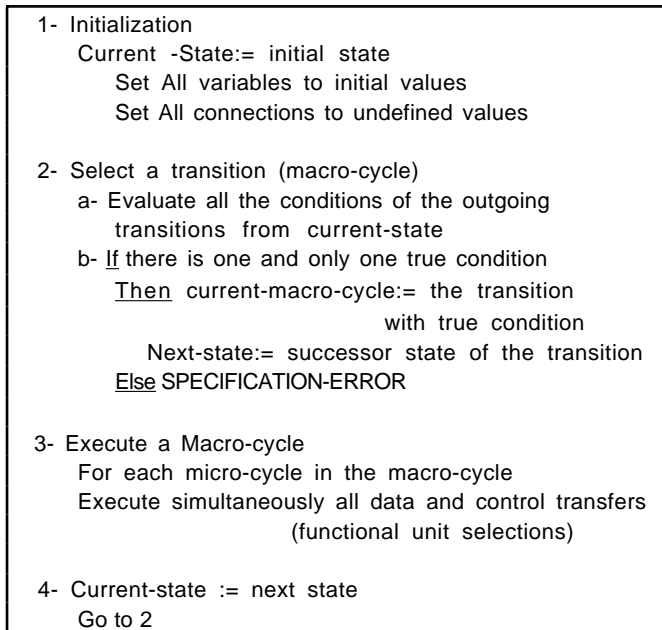 1- Initialization
Current -State:= initial state
Set All variables to initial values
Set All connections to undefined values
2- Select a transition (macro-cycle)
a- Evaluate all the conditions of the outgoing
transitions from current-state
b- If there is one and only one true condition
Then current-macro-cycle:= the transition
with true condition
Next-state:= successor state of the transition
Else SPECIFICATION-ERROR
3- Execute a Macro-cycle
For each micro-cycle in the macro-cycle
Execute simultaneously all data and control transfers
(functional unit selections)
4- Current-state := next state
Go to 2